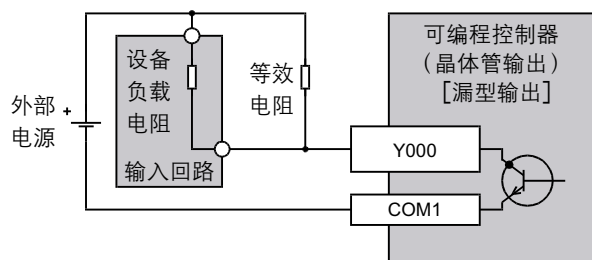 可编程控制器
（晶体管输出）
[漏型输出]
设备
负载
电阻
等效
电阻
外部
电源
+
输入回路
Y000
COM1